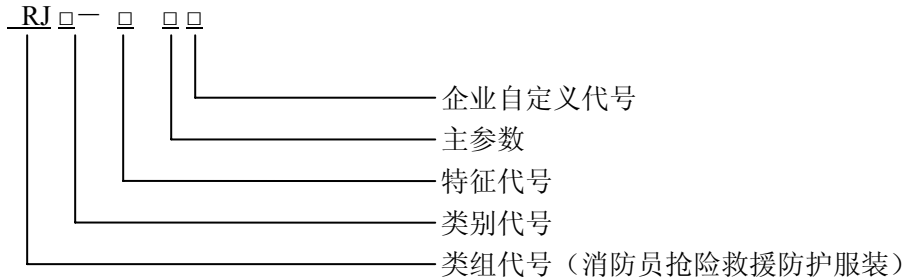 RJ □— □ □ □
企业自定义代号
主参数
特征代号
类别代号
类组代号（消防员抢险救援防护服装）